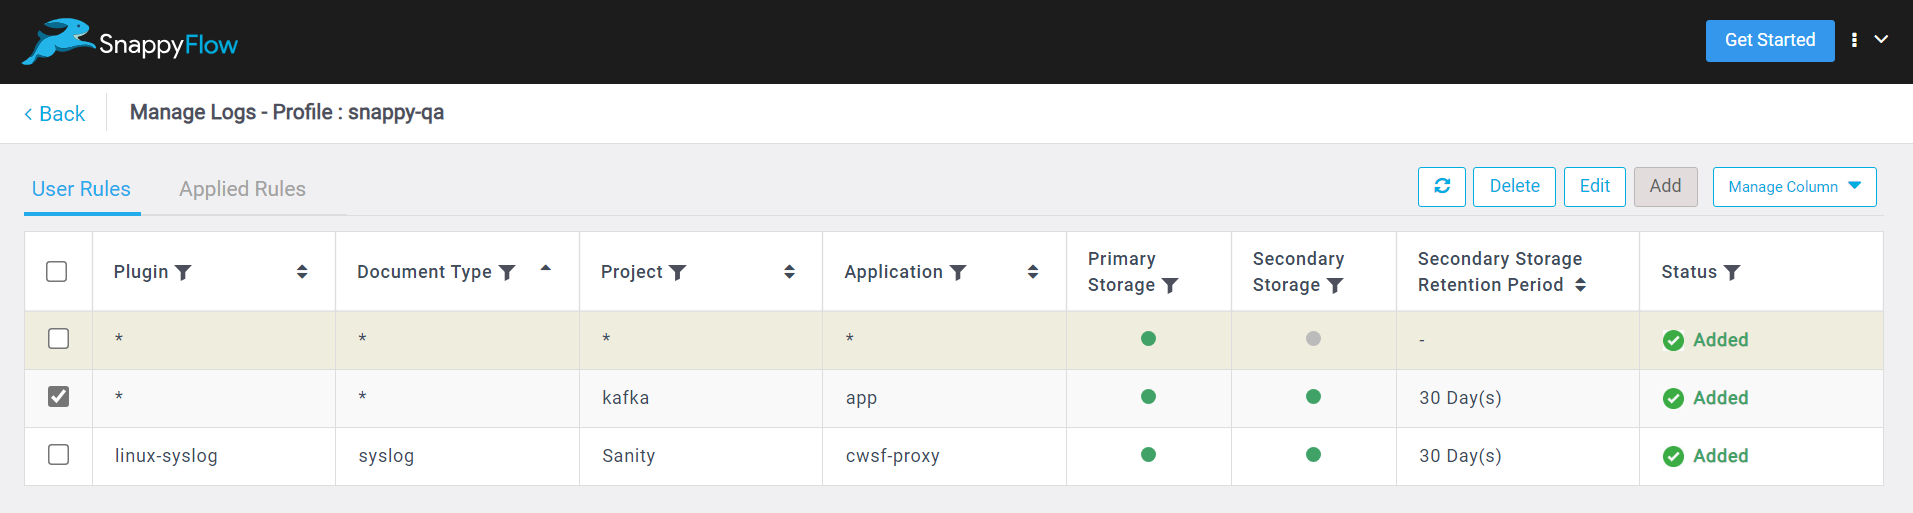 SnappyFlow
Get Started
Back
Manage Logs - Profile : snappy-qa
User Rules
Applied Rules
Delete
Edit
Add
Manage Column
Plugin
Document Type
Project
Application
Primary
Storage
Secondary
Storage
Secondary Storage
Retention Period
Status
* * * * - Added
* * kafka app 30 Day(s) Added
linux-syslog syslog Sanity cwsf-proxy 30 Day(s) Added